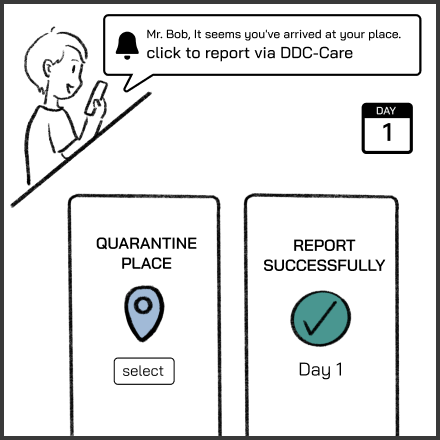 Mr. Bob, It seems you've arrived at your place.
click to report via DDC-Care
DAY
1
QUARANTINE
PLACE
select
REPORT
SUCCESSFULLY
Day 1